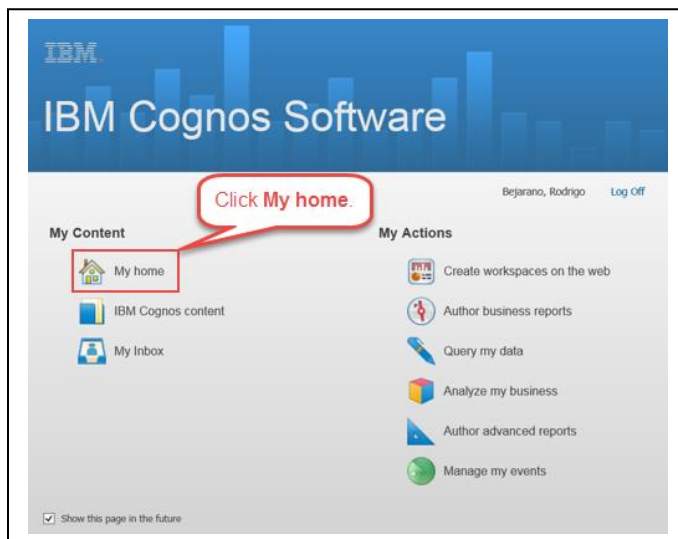 IBM.
IBM Cognos Software
Bejarano, Rodrigo Log Off
Click My home.
My Content
My home
IBM Cognos content
My Inbox
My Actions
Create workspaces on the web
Author business reports
Query my data
Analyze my business
Author advanced reports
Manage my events
Show this page in the future